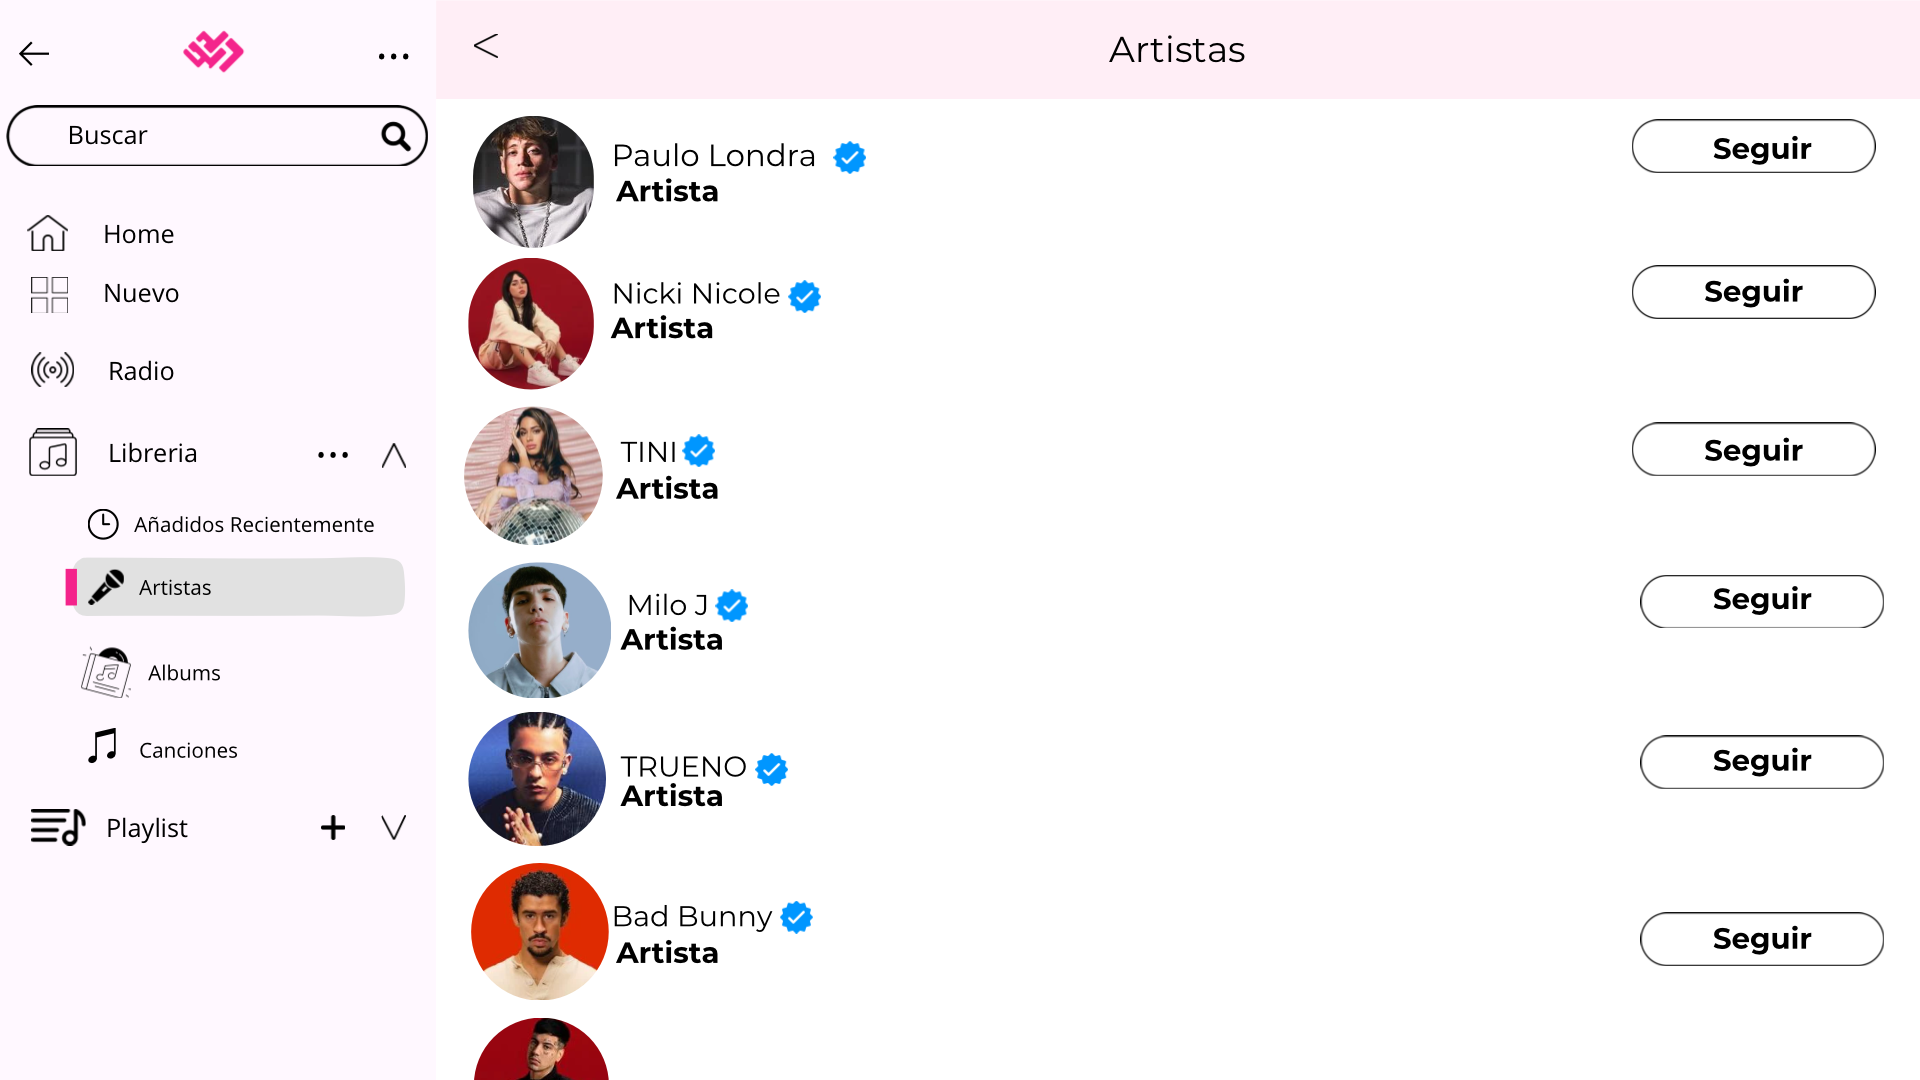 Buscar
Home
Nuevo
Radio
Libreria
Añadidos Recientemente
Artistas
Albums
Canciones
Playlist
Artistas
Paulo Londra
Artista
Seguir
Nicki Nicole
Artista
Seguir
TINI
Artista
Seguir
Milo J
Artista
Seguir
TRUENO
Artista
Seguir
Bad Bunny
Artista
Seguir